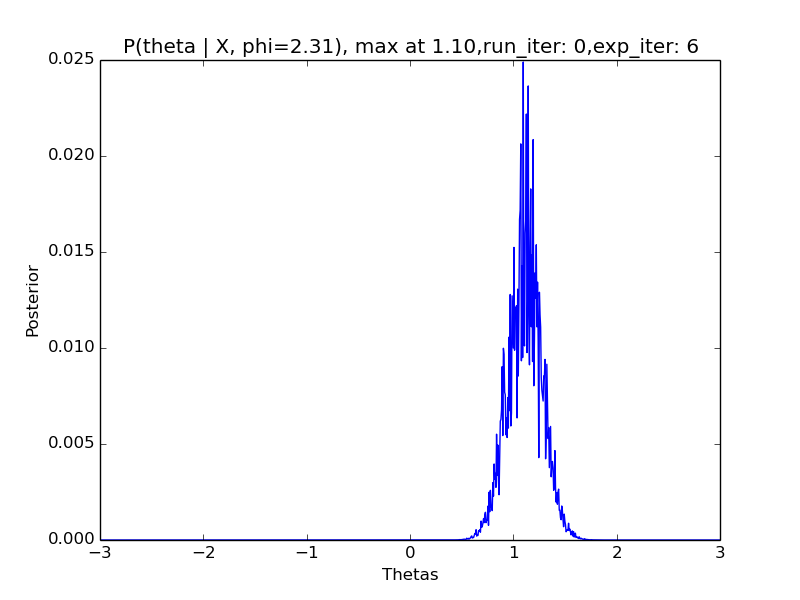 P(theta | X, phi=2.31), max at 1.10,run_iter: 0,exp_iter: 6
0.025
0.020
0.015
0.010
0.005
0.000
Posterior
−3 −2 −1 0 1 2 3
Thetas